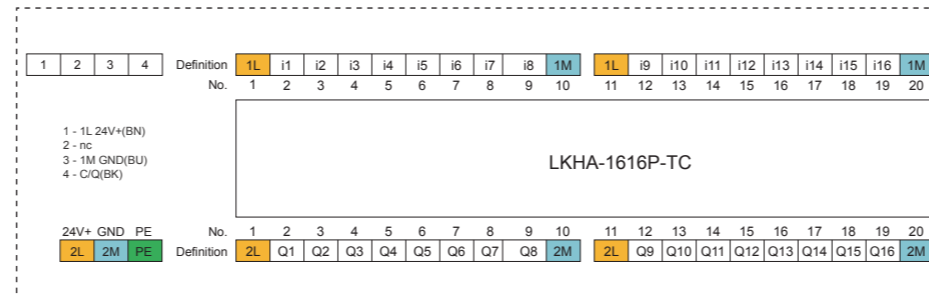 1 2 3 4 Definition 1L i1 i2 i3 i4 i5 i6 i7 i8 1M 1L i9 i10 i11 i12 i13 i14 i15 i16 1M
No. 1 2 3 4 5 6 7 8 9 10 11 12 13 14 15 16 17 18 19 20
1 - 1L 24V+(BN)
2 - nc
3 - 1M GND(BU)
4 - C/Q(BK)
LKHA-1616P-TC
24V+ GND PE No. 1 2 3 4 5 6 7 8 9 10 11 12 13 14 15 16 17 18 19 20
2L 2M PE Definition 2L Q1 Q2 Q3 Q4 Q5 Q6 Q7 Q8 2M 2L Q9 Q10 Q11 Q12 Q13 Q14 Q15 Q16 2M